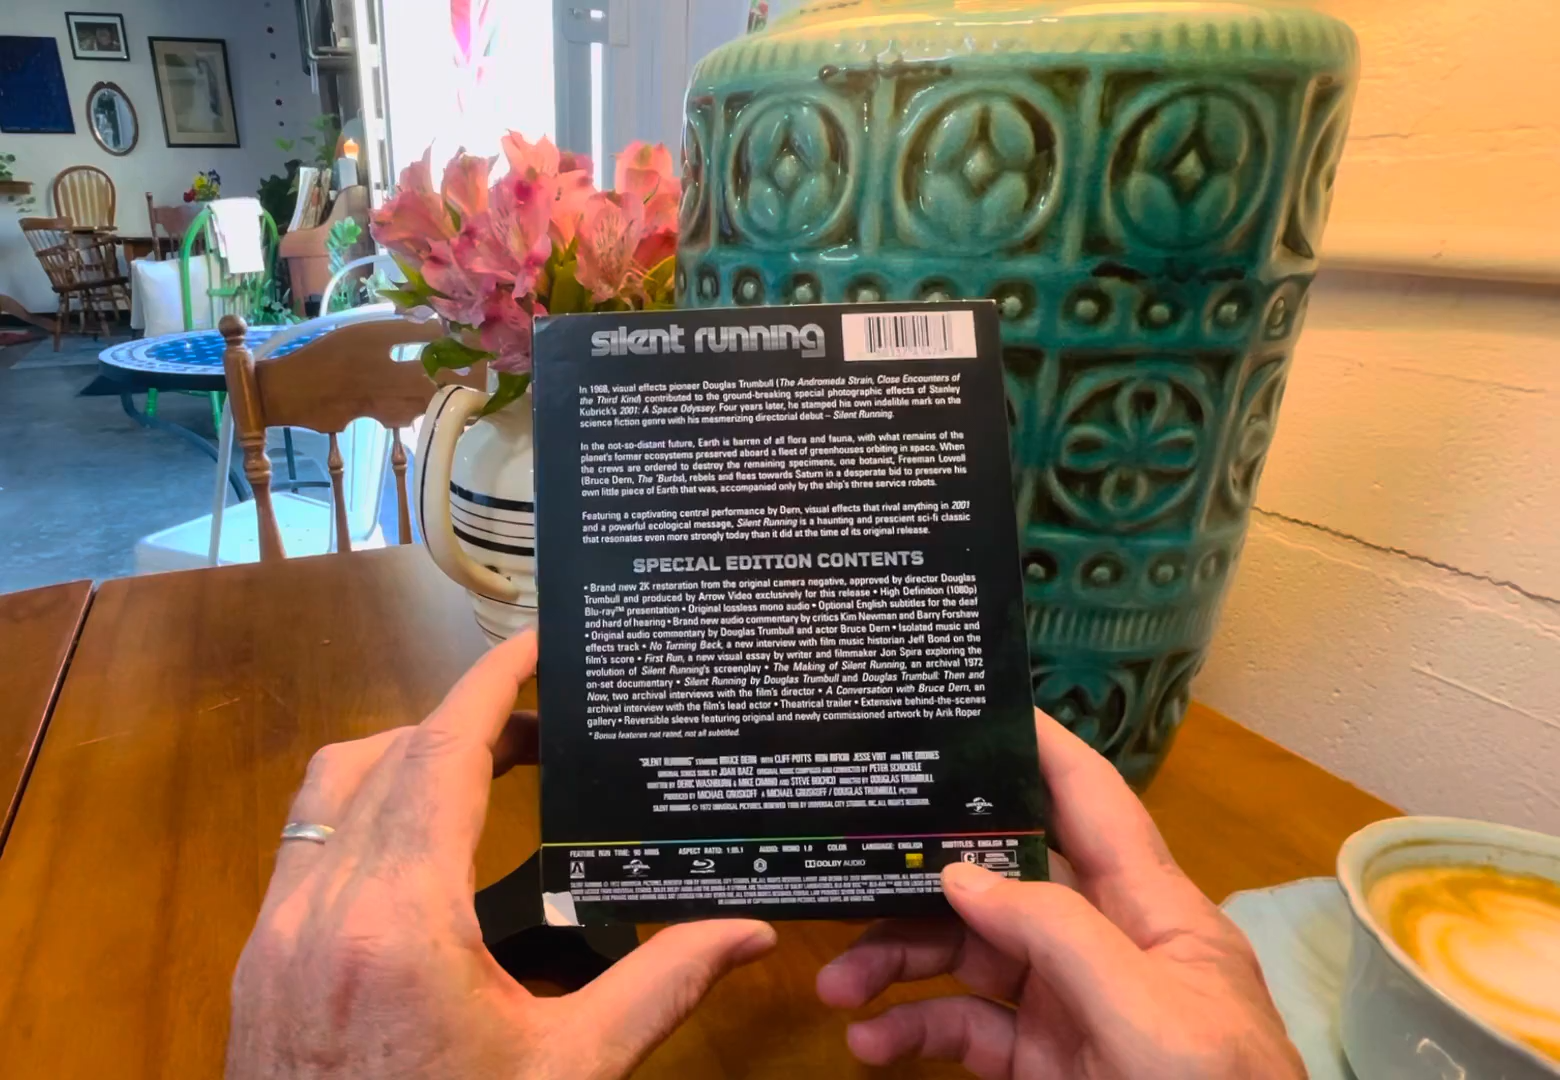 silent running
In 1968, visual effects pioneer Douglas Trumbull (The Andromeda Strain, Close Encounters of
the Third Kind) contributed to the ground-breaking special photographic effects of Stanley
Kubrick's 2001: A Space Odyssey. Four years later, he stamped his own indelible mark on the
science fiction genre with his mesmerizing directorial debut – Silent Running.
In the not-so-distant future, Earth is barren of all flora and fauna, with what remains of the
planet's former ecosystems preserved aboard a fleet of greenhouses orbiting in space. When
the crews are ordered to destroy the remaining specimens, one botanist, Freeman Lowell
(Bruce Dern, The 'Burbs), rebels and flees towards Saturn in a desperate bid to preserve his
own little piece of Earth that was, accompanied only by the ship's three service robots.
Featuring a captivating central performance by Dern, visual effects that rival anything in 2001
and a powerful ecological message, Silent Running is a haunting and prescient sci-fi classic
that resonates even more strongly today than it did at the time of its original release.
SPECIAL EDITION CONTENTS
• Brand new 2K restoration from the original camera negative, approved by director Douglas
Trumbull and produced by Arrow Video exclusively for this release • High Definition (1080p)
Blu-ray™ presentation • Original lossless mono audio • Optional English subtitles for the deaf
and hard of hearing • Brand new audio commentary by critics Kim Newman and Barry Forshaw
• Original audio commentary by Douglas Trumbull and actor Bruce Dern • Isolated music and
effects track • No Turning Back, a new interview with film music historian Jeff Bond on the
film's score • First Run, a new visual essay by writer and filmmaker Jon Spira exploring the
evolution of Silent Running's screenplay • The Making of Silent Running, an archival 1972
on-set documentary • Silent Running by Douglas Trumbull and Douglas Trumbull: Then and
Now, two archival interviews with the film's director • A Conversation with Bruce Dern, an
archival interview with the film's lead actor • Theatrical trailer • Extensive behind-the-scenes
gallery • Reversible sleeve featuring original and newly commissioned artwork by Arik Roper
* Bonus features not rated, not all subtitled.
"SILENT RUNNING" STARRING BRUCE DERN WITH CLIFF POTTS RON RIFKIN JESSE VINT AND THE DRONES
ORIGINAL SONGS SUNG BY JOAN BAEZ ORIGINAL MUSIC COMPOSED AND CONDUCTED BY PETER SCHICKELE
WRITTEN BY DERIC WASHBURN & MIKE CIMINO AND STEVE BOCHCO DIRECTED BY DOUGLAS TRUMBULL
PRODUCED BY MICHAEL GRUSKOFF A MICHAEL GRUSKOFF / DOUGLAS TRUMBULL PICTURE
SILENT RUNNING © 1972 UNIVERSAL PICTURES, RENEWED BY UNIVERSAL CITY STUDIOS, INC. ALL RIGHTS RESERVED.
UNIVERSAL
FEATURE RUN TIME: 90 MINS ASPECT RATIO: 1.85:1 AUDIO: MONO 1.0 COLOR LANGUAGE: ENGLISH SUBTITLES: ENGLISH SDH
Blu-ray Disc DOLBY AUDIO G